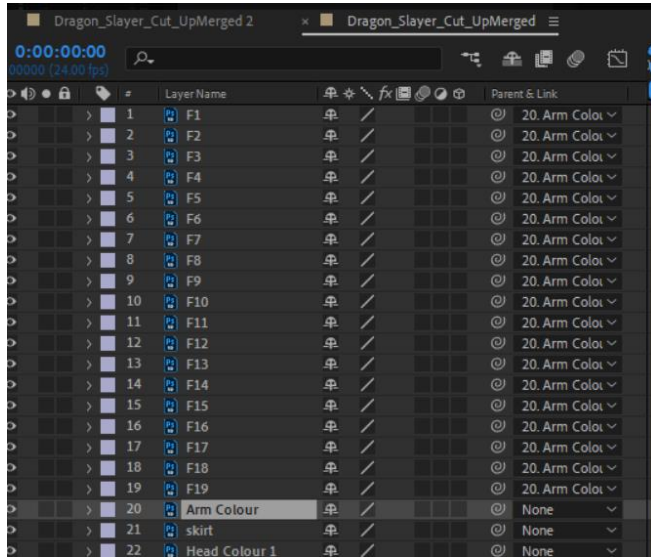 Dragon_Slayer_Cut_UpMerged 2 × Dragon_Slayer_Cut_UpMerged ≡
0:00:00:00
00000 (24.00 fps)
# Layer Name fx Parent & Link
1 F1 20. Arm Colou
2 F2 20. Arm Colou
3 F3 20. Arm Colou
4 F4 20. Arm Colou
5 F5 20. Arm Colou
6 F6 20. Arm Colou
7 F7 20. Arm Colou
8 F8 20. Arm Colou
9 F9 20. Arm Colou
10 F10 20. Arm Colou
11 F11 20. Arm Colou
12 F12 20. Arm Colou
13 F13 20. Arm Colou
14 F14 20. Arm Colou
15 F15 20. Arm Colou
16 F16 20. Arm Colou
17 F17 20. Arm Colou
18 F18 20. Arm Colou
19 F19 20. Arm Colou
20 Arm Colour None
21 skirt None
22 Head Colour 1 None